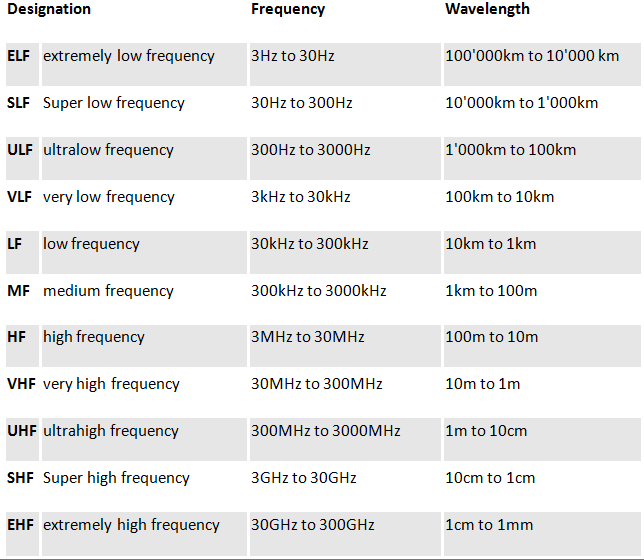 Designation Frequency Wavelength
ELF extremely low frequency 3Hz to 30Hz 100'000km to 10'000 km
SLF Super low frequency 30Hz to 300Hz 10'000km to 1'000km
ULF ultralow frequency 300Hz to 3000Hz 1'000km to 100km
VLF very low frequency 3kHz to 30kHz 100km to 10km
LF low frequency 30kHz to 300kHz 10km to 1km
MF medium frequency 300kHz to 3000kHz 1km to 100m
HF high frequency 3MHz to 30MHz 100m to 10m
VHF very high frequency 30MHz to 300MHz 10m to 1m
UHF ultrahigh frequency 300MHz to 3000MHz 1m to 10cm
SHF Super high frequency 3GHz to 30GHz 10cm to 1cm
EHF extremely high frequency 30GHz to 300GHz 1cm to 1mm